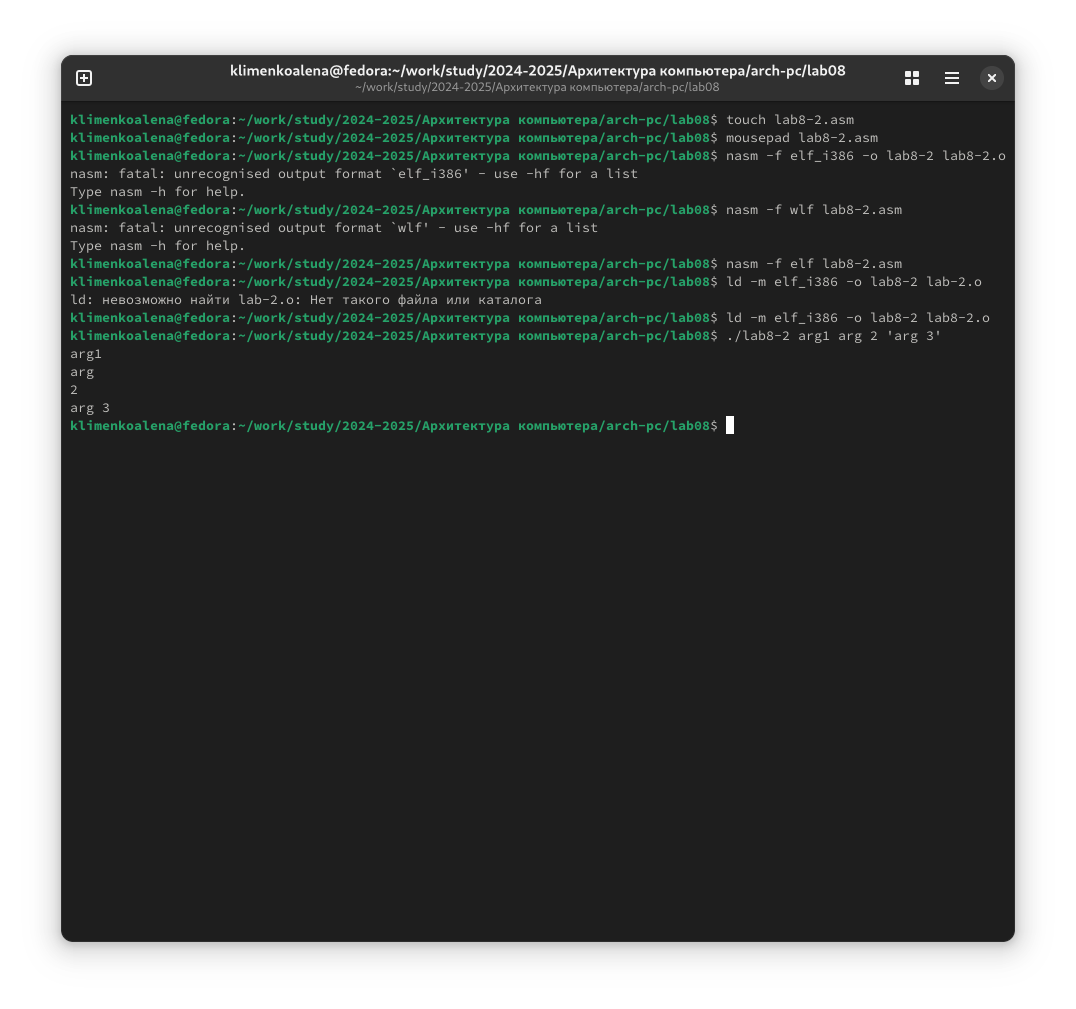 klimenkoalena@fedora:~/work/study/2024-2025/Архитектура компьютера/arch-pc/lab08
~/work/study/2024-2025/Архитектура компьютера/arch-pc/lab08
klimenkoalena@fedora:~/work/study/2024-2025/Архитектура компьютера/arch-pc/lab08$ touch lab8-2.asm
klimenkoalena@fedora:~/work/study/2024-2025/Архитектура компьютера/arch-pc/lab08$ mousepad lab8-2.asm
klimenkoalena@fedora:~/work/study/2024-2025/Архитектура компьютера/arch-pc/lab08$ nasm -f elf_i386 -o lab8-2 lab8-2.o
nasm: fatal: unrecognised output format `elf_i386' - use -hf for a list
Type nasm -h for help.
klimenkoalena@fedora:~/work/study/2024-2025/Архитектура компьютера/arch-pc/lab08$ nasm -f wlf lab8-2.asm
nasm: fatal: unrecognised output format `wlf' - use -hf for a list
Type nasm -h for help.
klimenkoalena@fedora:~/work/study/2024-2025/Архитектура компьютера/arch-pc/lab08$ nasm -f elf lab8-2.asm
klimenkoalena@fedora:~/work/study/2024-2025/Архитектура компьютера/arch-pc/lab08$ ld -m elf_i386 -o lab8-2 lab-2.o
ld: невозможно найти lab-2.o: Нет такого файла или каталога
klimenkoalena@fedora:~/work/study/2024-2025/Архитектура компьютера/arch-pc/lab08$ ld -m elf_i386 -o lab8-2 lab8-2.o
klimenkoalena@fedora:~/work/study/2024-2025/Архитектура компьютера/arch-pc/lab08$ ./lab8-2 arg1 arg 2 'arg 3'
arg1
arg
2
arg 3
klimenkoalena@fedora:~/work/study/2024-2025/Архитектура компьютера/arch-pc/lab08$